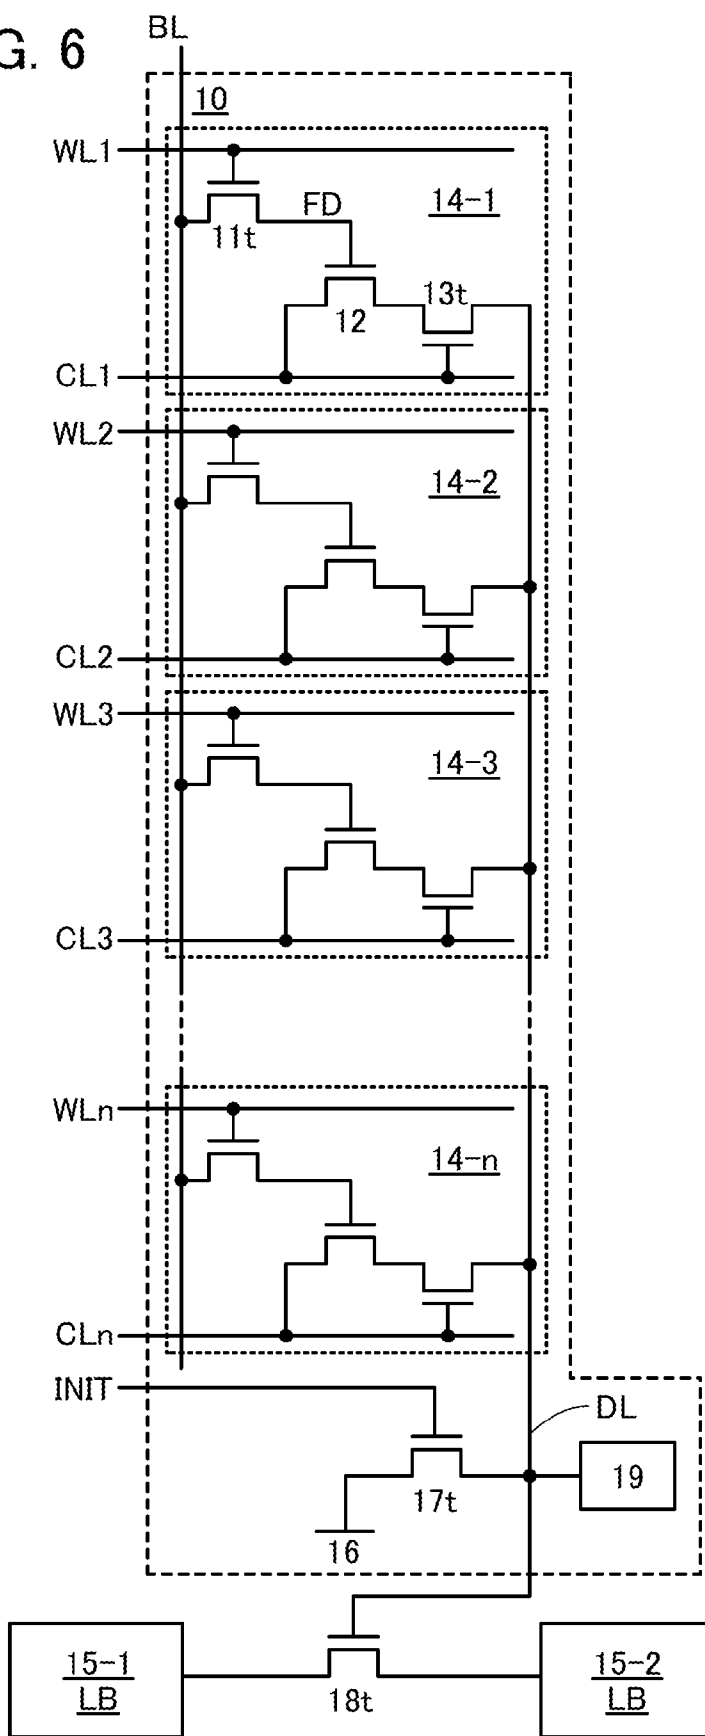 G. 6
BL
10
WL1
14-1
FD
11t
13t
12
CL1
WL2
14-2
CL2
WL3
14-3
CL3
WLn
14-n
CLn
INIT
DL
19
17t
16
15-1
LB
18t
15-2
LB